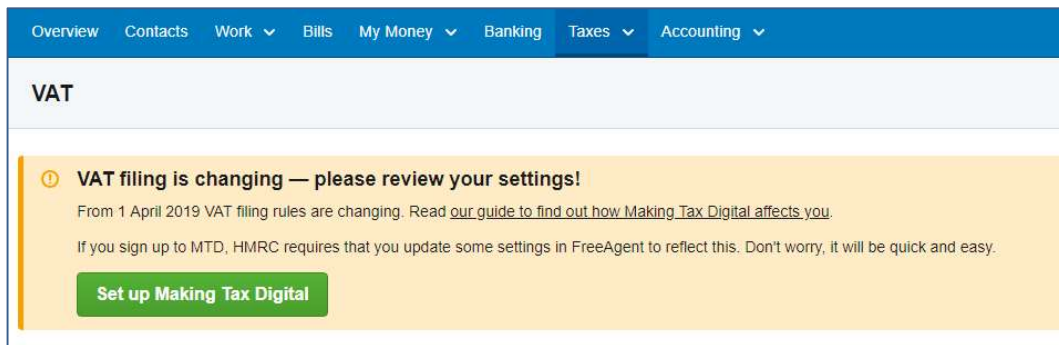 Overview Contacts Work Bills My Money Banking Taxes Accounting
VAT
VAT filing is changing — please review your settings!
From 1 April 2019 VAT filing rules are changing. Read our guide to find out how Making Tax Digital affects you.
If you sign up to MTD, HMRC requires that you update some settings in FreeAgent to reflect this. Don't worry, it will be quick and easy.
Set up Making Tax Digital